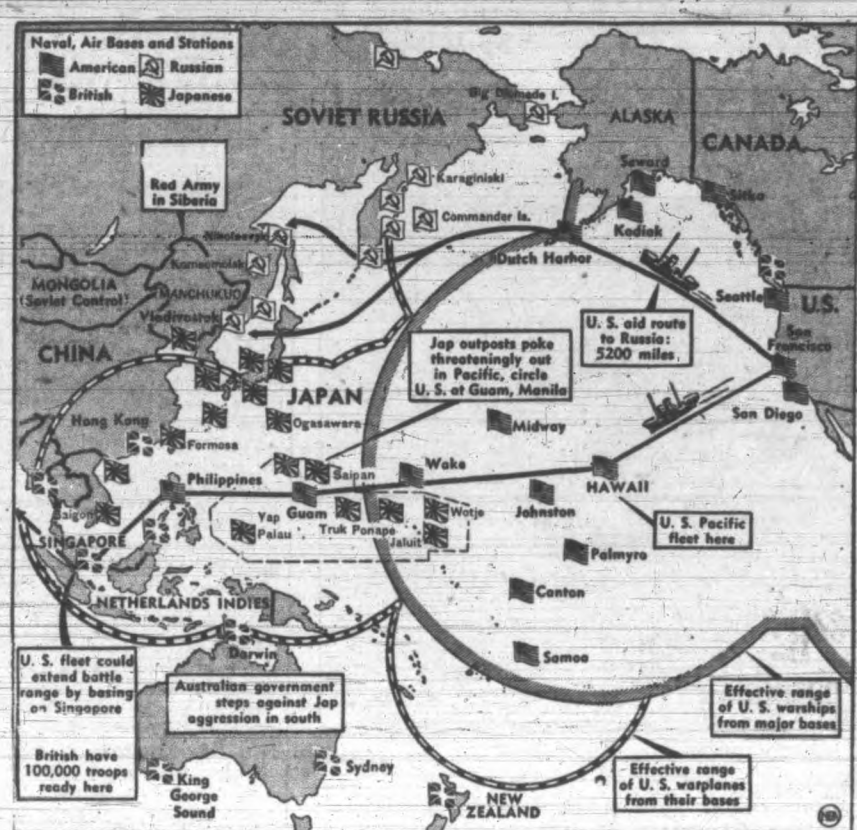 Naval, Air Bases and Stations
American
Russian
British
Japanese
SOVIET RUSSIA
Big Diomede I.
ALASKA
CANADA
Red Army
in Siberia
Karaginiski
Seward
Sitka
Kodiak
Commander Is.
Nikolaevsk
Dutch Harbor
Komsomolsk
MONGOLIA
(Soviet Control)
MANCHUKUO
Vladivostok
Seattle
U.S.
U. S. aid route
to Russia:
5200 miles
San
Francisco
CHINA
Jap outposts poke
threateningly out
in Pacific, circle
U. S. at Guam, Manila
JAPAN
San Diego
Hong Kong
Ogasawara
Midway
Formosa
Philippines
Saipan
Wake
HAWAII
Guam
Johnston
Saigon
Yap
Palau
Truk
Ponape
Wotje
Jaluit
U. S. Pacific
fleet here
SINGAPORE
Palmyro
NETHERLANDS INDIES
Canton
Darwin
Samoa
U. S. fleet could
extend battle
range by basing
on Singapore
British have
100,000 troops
ready here
Australian government
steps against Jap
aggression in south
Effective range
of U. S. warships
from major bases
King
George
Sound
Sydney
Effective range
of U. S. warplanes
from their bases
NEW
ZEALAND
NEA